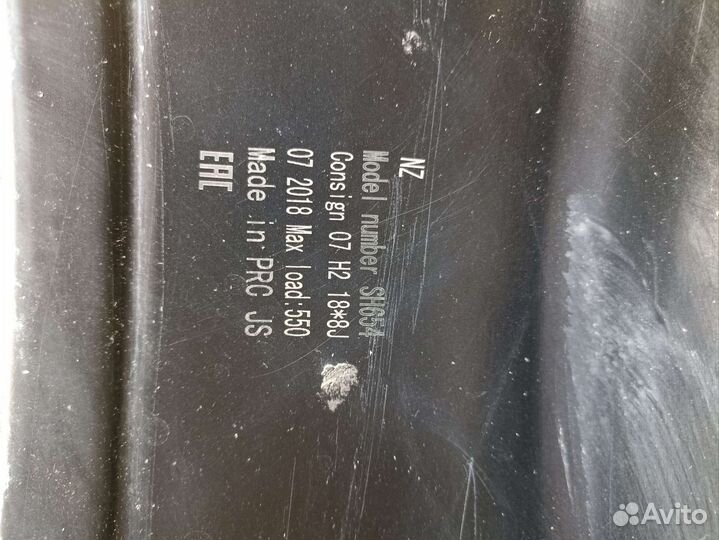 NZ
Model number SH654
Consign 07 H2 18*8J
07 2018 Max load:550
Made in PRC JS
EAC
Avito